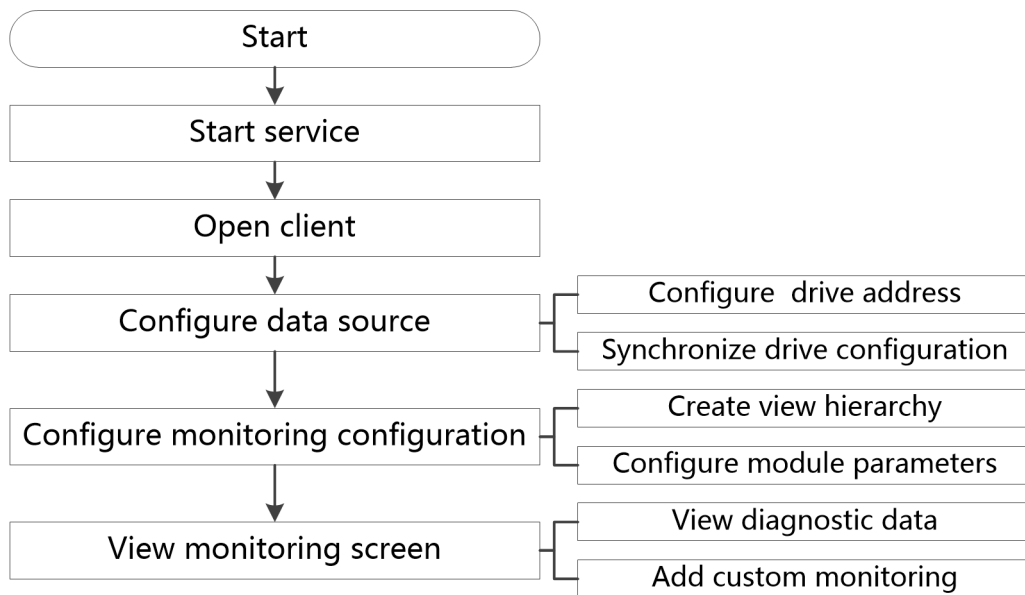 Start
Start service
Open client
Configure data source
Configure  drive address
Synchronize drive configuration
Configure monitoring configuration
Create view hierarchy
Configure module parameters
View monitoring screen
View diagnostic data
Add custom monitoring